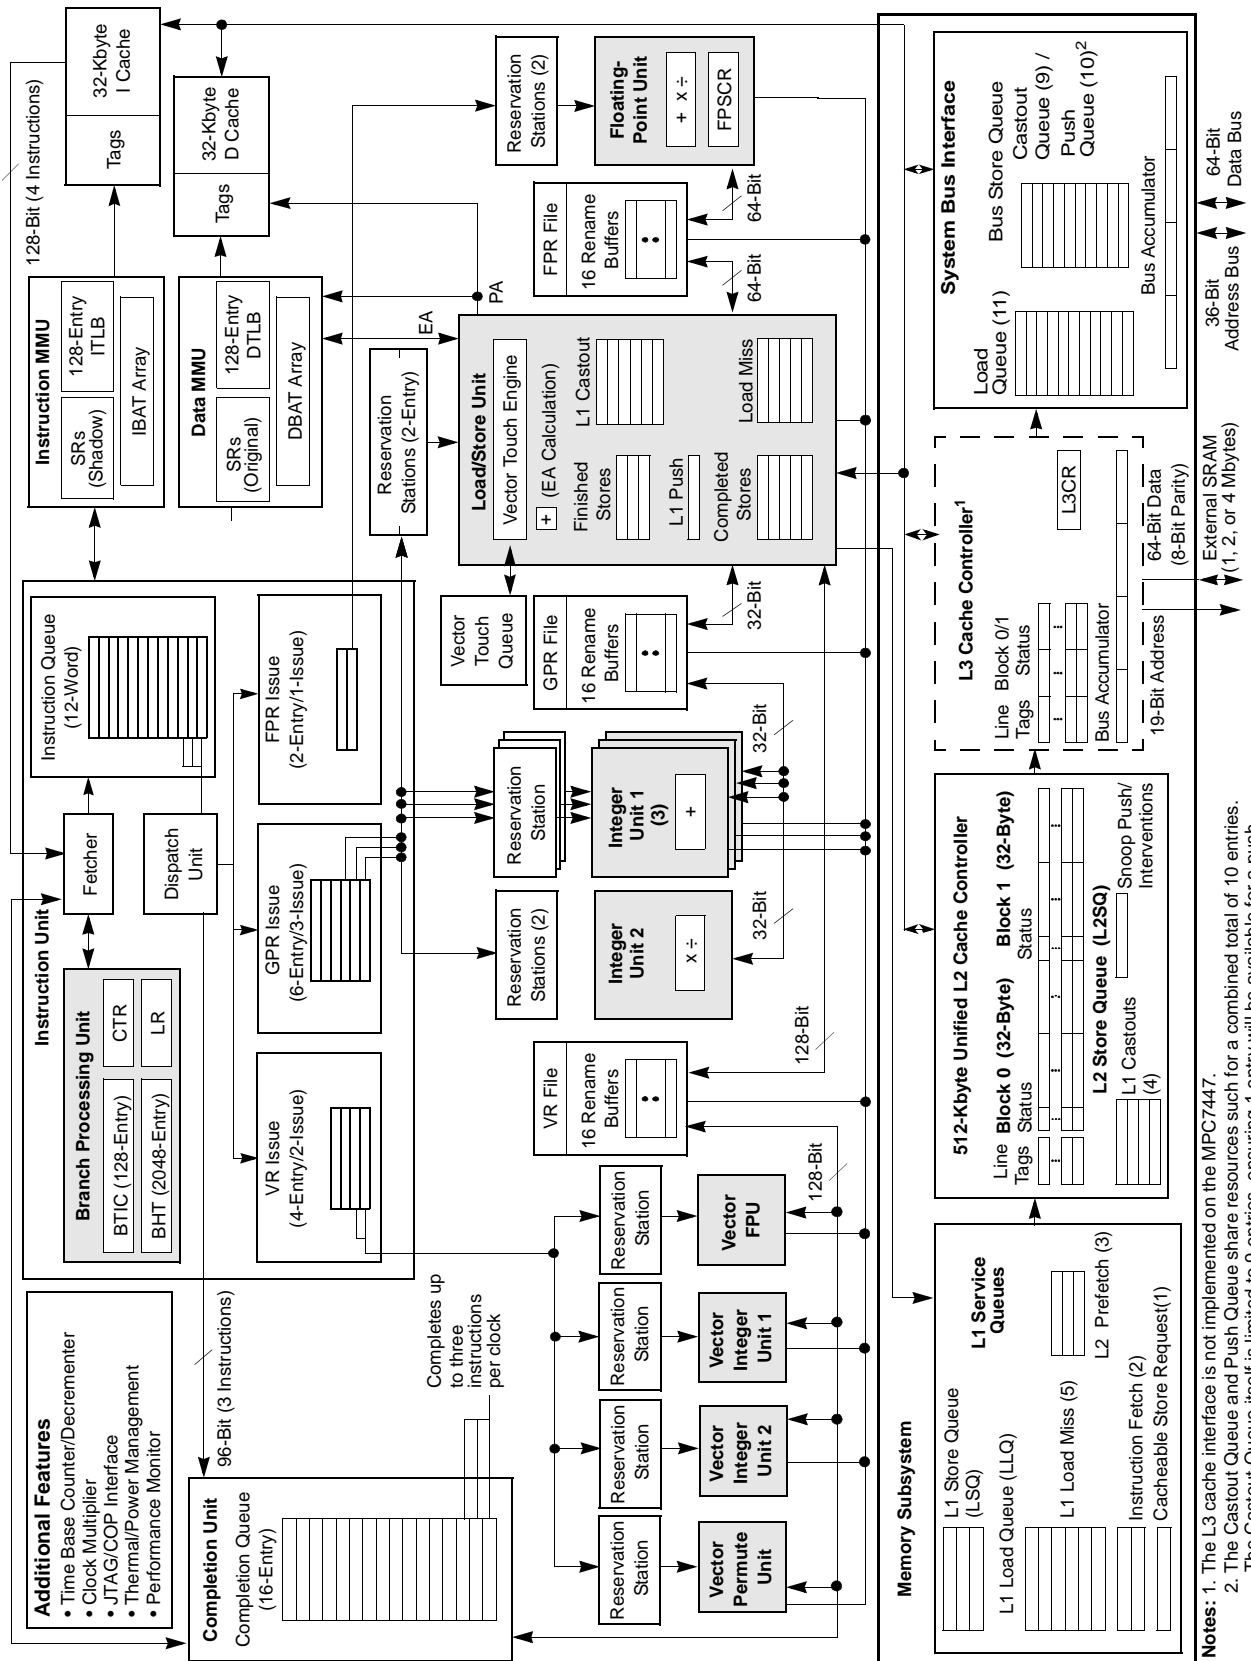 Additional Features
• Time Base Counter/Decrementer
• Clock Multiplier
• JTAG/COP Interface
• Thermal/Power Management
• Performance Monitor
Instruction Unit
Branch Processing Unit
BTIC (128-Entry)
CTR
BHT (2048-Entry)
LR
Fetcher
Dispatch
Unit
Instruction Queue
(12-Word)
96-Bit (3 Instructions)
VR Issue
(4-Entry/2-Issue)
GPR Issue
(6-Entry/3-Issue)
FPR Issue
(2-Entry/1-Issue)
Instruction MMU
SRs
(Shadow)
128-Entry
ITLB
IBAT Array
Data MMU
SRs
(Original)
128-Entry
DTLB
DBAT Array
128-Bit (4 Instructions)
Tags
32-Kbyte
I Cache
Tags
32-Kbyte
D Cache
Completion Unit
Completion Queue
(16-Entry)
Completes up
to three
instructions
per clock
EA
PA
Reservation
Stations (2-Entry)
Reservation
Station
Reservation
Station
Reservation
Station
Reservation
Station
Vector
Permute
Unit
Vector
Integer
Unit 2
Vector
Integer
Unit 1
Vector
FPU
128-Bit
VR File
16 Rename
Buffers
128-Bit
Reservation
Stations (2)
Integer
Unit 2
x ÷
32-Bit
Reservation
Station
Integer
Unit 1
(3)
+
32-Bit
Vector
Touch
Queue
GPR File
16 Rename
Buffers
32-Bit
Load/Store Unit
Vector Touch Engine
+ (EA Calculation)
Finished
Stores
L1 Castout
L1 Push
Completed
Stores
Load Miss
64-Bit
FPR File
16 Rename
Buffers
64-Bit
Reservation
Stations (2)
Floating-
Point Unit
+ x ÷
FPSCR
Memory Subsystem
L1 Store Queue
(LSQ)
L1 Service
Queues
L1 Load Queue (LLQ)
L1 Load Miss (5)
L2 Prefetch (3)
Instruction Fetch (2)
Cacheable Store Request(1)
512-Kbyte Unified L2 Cache Controller
Line
Tags
Block 0 (32-Byte)
Status
Block 1 (32-Byte)
Status
L2 Store Queue (L2SQ)
L1 Castouts
(4)
Snoop Push/
Interventions
L3 Cache Controller1
Line
Tags
Block 0/1
Status
L3CR
Bus Accumulator
19-Bit Address
64-Bit Data
(8-Bit Parity)
External SRAM
(1, 2, or 4 Mbytes)
System Bus Interface
Load
Queue (11)
Bus Store Queue
Castout
Queue (9) /
Push
Queue (10)2
Bus Accumulator
36-Bit
Address Bus
64-Bit
Data Bus
Notes: 1. The L3 cache interface is not implemented on the MPC7447.
2. The Castout Queue and Push Queue share resources such for a combined total of 10 entries.
The Castout Queue itself is limited to 9 entries, ensuring 1 entry will be available for a push.